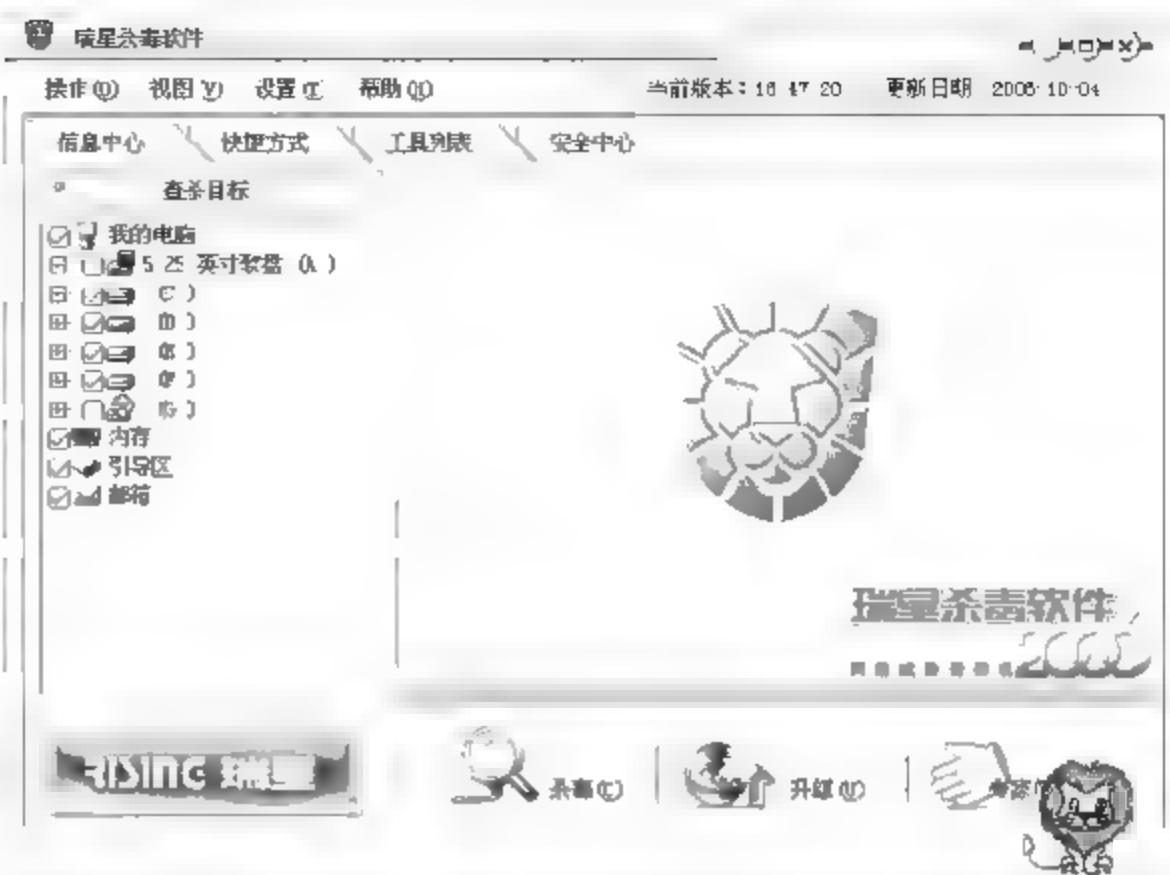 瑞星杀毒软件
操作(O) 视图(V) 设置(T) 帮助(Q) 当前版本：18 47 20 更新日期 2006-10-04
信息中心 快捷方式 工具列表 安全中心
查杀目标
我的电脑
5 25 英寸软盘 (A )
(C )
(D )
(E )
(F )
(G )
内存
引导区
邮箱
瑞星杀毒软件
RISING 瑞星
杀毒 升级(U)